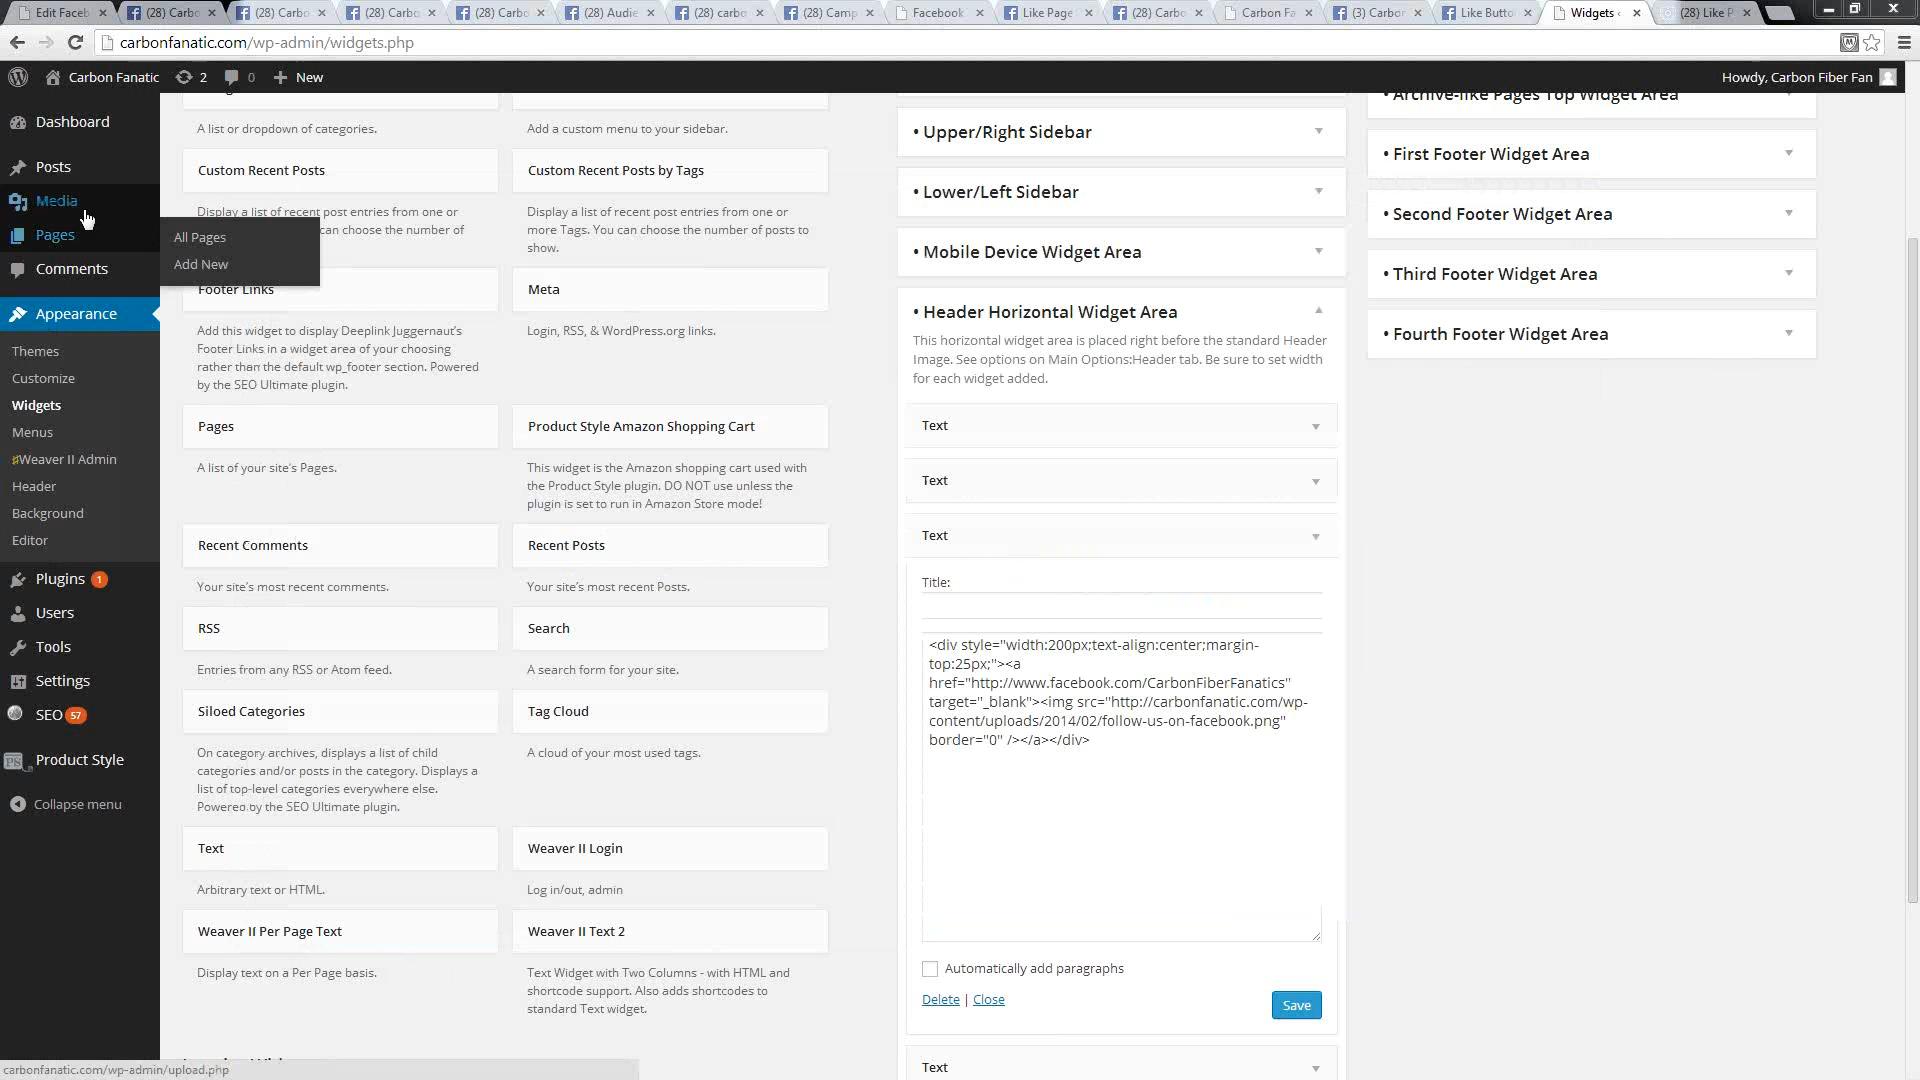 Edit Faceb
(28) Carbo
(28) Carbo
(28) Carbo
(28) Carbo
(28) Audie
(28) carbo
(28) Camp
Facebook
Like Page
(28) Carbo
Carbon Fa
(3) Carbon
Like Butto
Widgets
(28) Like P
carbonfanatic.com/wp-admin/widgets.php
Carbon Fanatic
2
0
New
Howdy, Carbon Fiber Fan
Dashboard
Posts
Media
Pages
Comments
Appearance
Themes
Customize
Widgets
Menus
Weaver II Admin
Header
Background
Editor
Plugins 1
Users
Tools
Settings
SEO 57
PS Product Style
Collapse menu
All Pages
Add New
A list or dropdown of categories.
Add a custom menu to your sidebar.
Custom Recent Posts
Custom Recent Posts by Tags
Display a list of recent post entries from one or
can choose the number of
Display a list of recent post entries from one or
more Tags. You can choose the number of posts to
show.
Footer Links
Meta
Add this widget to display Deeplink Juggernaut's
Footer Links in a widget area of your choosing
rather than the default wp_footer section. Powered
by the SEO Ultimate plugin.
Login, RSS, & WordPress.org links.
Pages
Product Style Amazon Shopping Cart
A list of your site's Pages.
This widget is the Amazon shopping cart used with
the Product Style plugin. DO NOT use unless the
plugin is set to run in Amazon Store mode!
Recent Comments
Recent Posts
Your site's most recent comments.
Your site's most recent Posts.
RSS
Search
Entries from any RSS or Atom feed.
A search form for your site.
Siloed Categories
Tag Cloud
On category archives, displays a list of child
categories and/or posts in the category. Displays a
list of top-level categories everywhere else.
Powered by the SEO Ultimate plugin.
A cloud of your most used tags.
Text
Weaver II Login
Arbitrary text or HTML.
Log in/out, admin
Weaver II Per Page Text
Weaver II Text 2
Display text on a Per Page basis.
Text Widget with Two Columns - with HTML and
shortcode support. Also adds shortcodes to
standard Text widget.
• Upper/Right Sidebar
• Lower/Left Sidebar
• Mobile Device Widget Area
• Header Horizontal Widget Area
This horizontal widget area is placed right before the standard Header
Image. See options on Main Options:Header tab. Be sure to set width
for each widget added.
Text
Text
Text
Title:
<div style="width:200px;text-align:center;margin-
top:25px;"><a
href="http://www.facebook.com/CarbonFiberFanatics"
target="_blank"><img src="http://carbonfanatic.com/wp-
content/uploads/2014/02/follow-us-on-facebook.png"
border="0" /></a></div>
Automatically add paragraphs
Delete | Close
Save
Text
• Archive-like Pages Top Widget Area
• First Footer Widget Area
• Second Footer Widget Area
• Third Footer Widget Area
• Fourth Footer Widget Area
carbonfanatic.com/wp-admin/upload.php